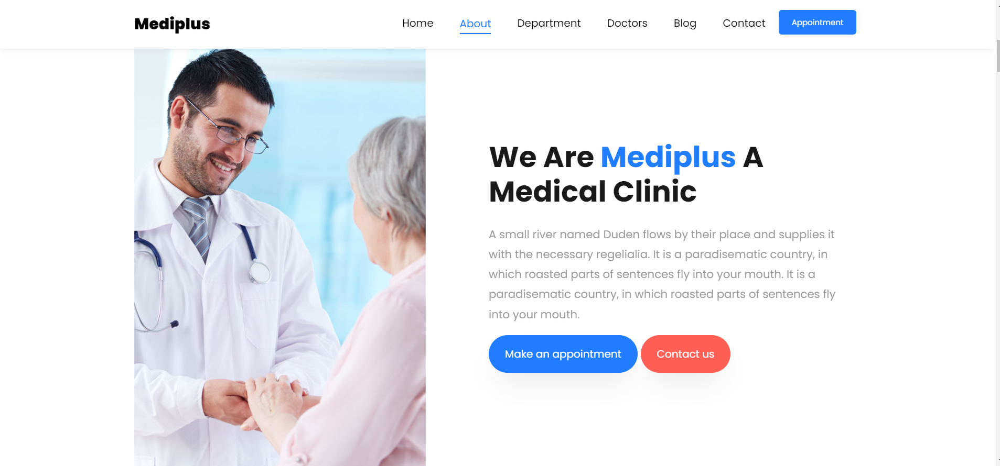 Mediplus
Home About Department Doctors Blog Contact Appointment
We Are Mediplus A
Medical Clinic
A small river named Duden flows by their place and supplies it
with the necessary regelialia. It is a paradisematic country, in
which roasted parts of sentences fly into your mouth. It is a
paradisematic country, in which roasted parts of sentences fly
into your mouth.
Make an appointment Contact us